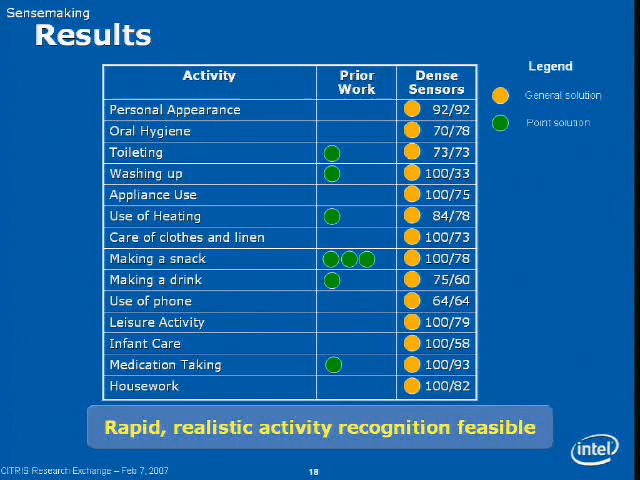 Sensemaking
Results
Legend
General solution
Point solution
Activity Prior Work Dense Sensors
Personal Appearance 92/92
Oral Hygiene 70/78
Toileting 73/73
Washing up 100/33
Appliance Use 100/75
Use of Heating 84/78
Care of clothes and linen 100/73
Making a snack 100/78
Making a drink 75/60
Use of phone 64/64
Leisure Activity 100/79
Infant Care 100/58
Medication Taking 100/93
Housework 100/82
Rapid, realistic activity recognition feasible
intel
CITRIS Research Exchange – Feb 7, 2007
18